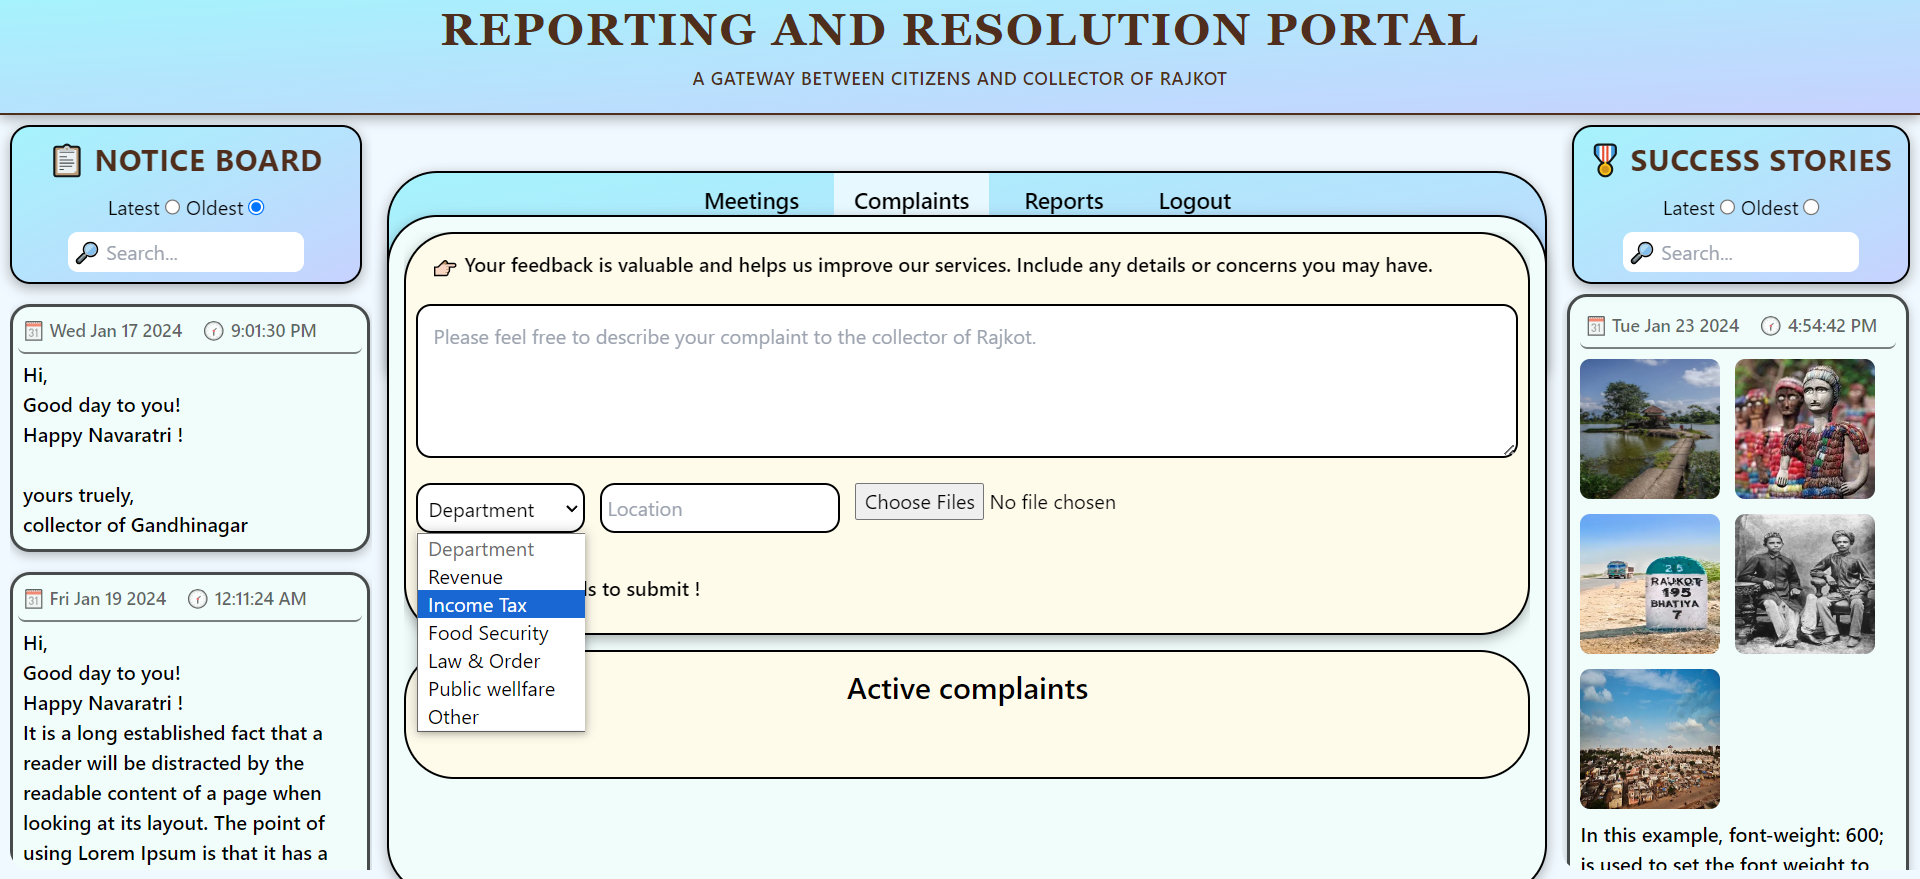 REPORTING AND RESOLUTION PORTAL
A GATEWAY BETWEEN CITIZENS AND COLLECTOR OF RAJKOT
NOTICE BOARD
Latest Oldest
Search...
Wed Jan 17 2024 9:01:30 PM
Hi,
Good day to you!
Happy Navaratri !
yours truely,
collector of Gandhinagar
Fri Jan 19 2024 12:11:24 AM
Hi,
Good day to you!
Happy Navaratri !
It is a long established fact that a
reader will be distracted by the
readable content of a page when
looking at its layout. The point of
using Lorem Ipsum is that it has a
Meetings Complaints Reports Logout
Your feedback is valuable and helps us improve our services. Include any details or concerns you may have.
Please feel free to describe your complaint to the collector of Rajkot.
Department Location Choose Files No file chosen
Department
Revenue
Income Tax
Food Security
Law & Order
Public wellfare
Other
to submit !
Active complaints
SUCCESS STORIES
Latest Oldest
Search...
Tue Jan 23 2024 4:54:42 PM
25
RAJKOT
195
BHATIYA
7
In this example, font-weight: 600;
is used to set the font weight to